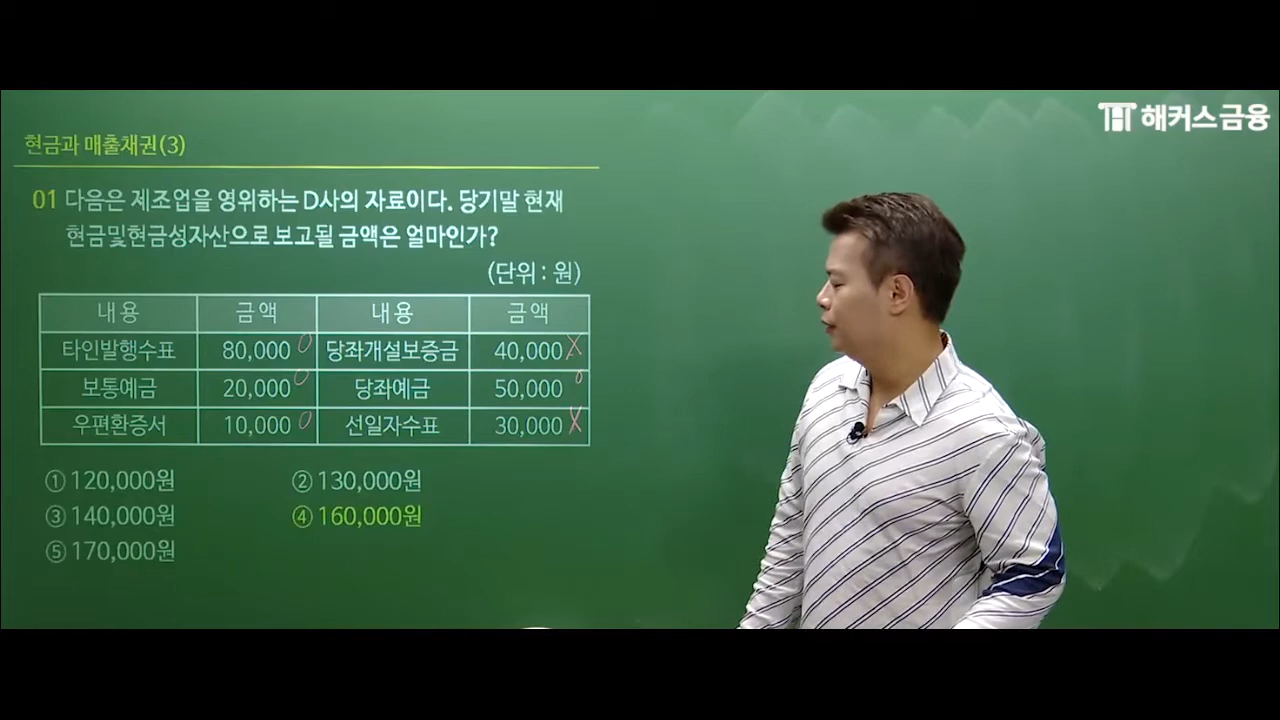 해커스금융
현금과 매출채권(3)
01 다음은 제조업을 영위하는 D사의 자료이다. 당기말 현재
현금및현금성자산으로 보고될 금액은 얼마인가?
(단위 : 원)
내용 금액 내용 금액
타인발행수표 80,000 당좌개설보증금 40,000
보통예금 20,000 당좌예금 50,000
우편환증서 10,000 선일자수표 30,000
① 120,000원 ② 130,000원
③ 140,000원 ④ 160,000원
⑤ 170,000원